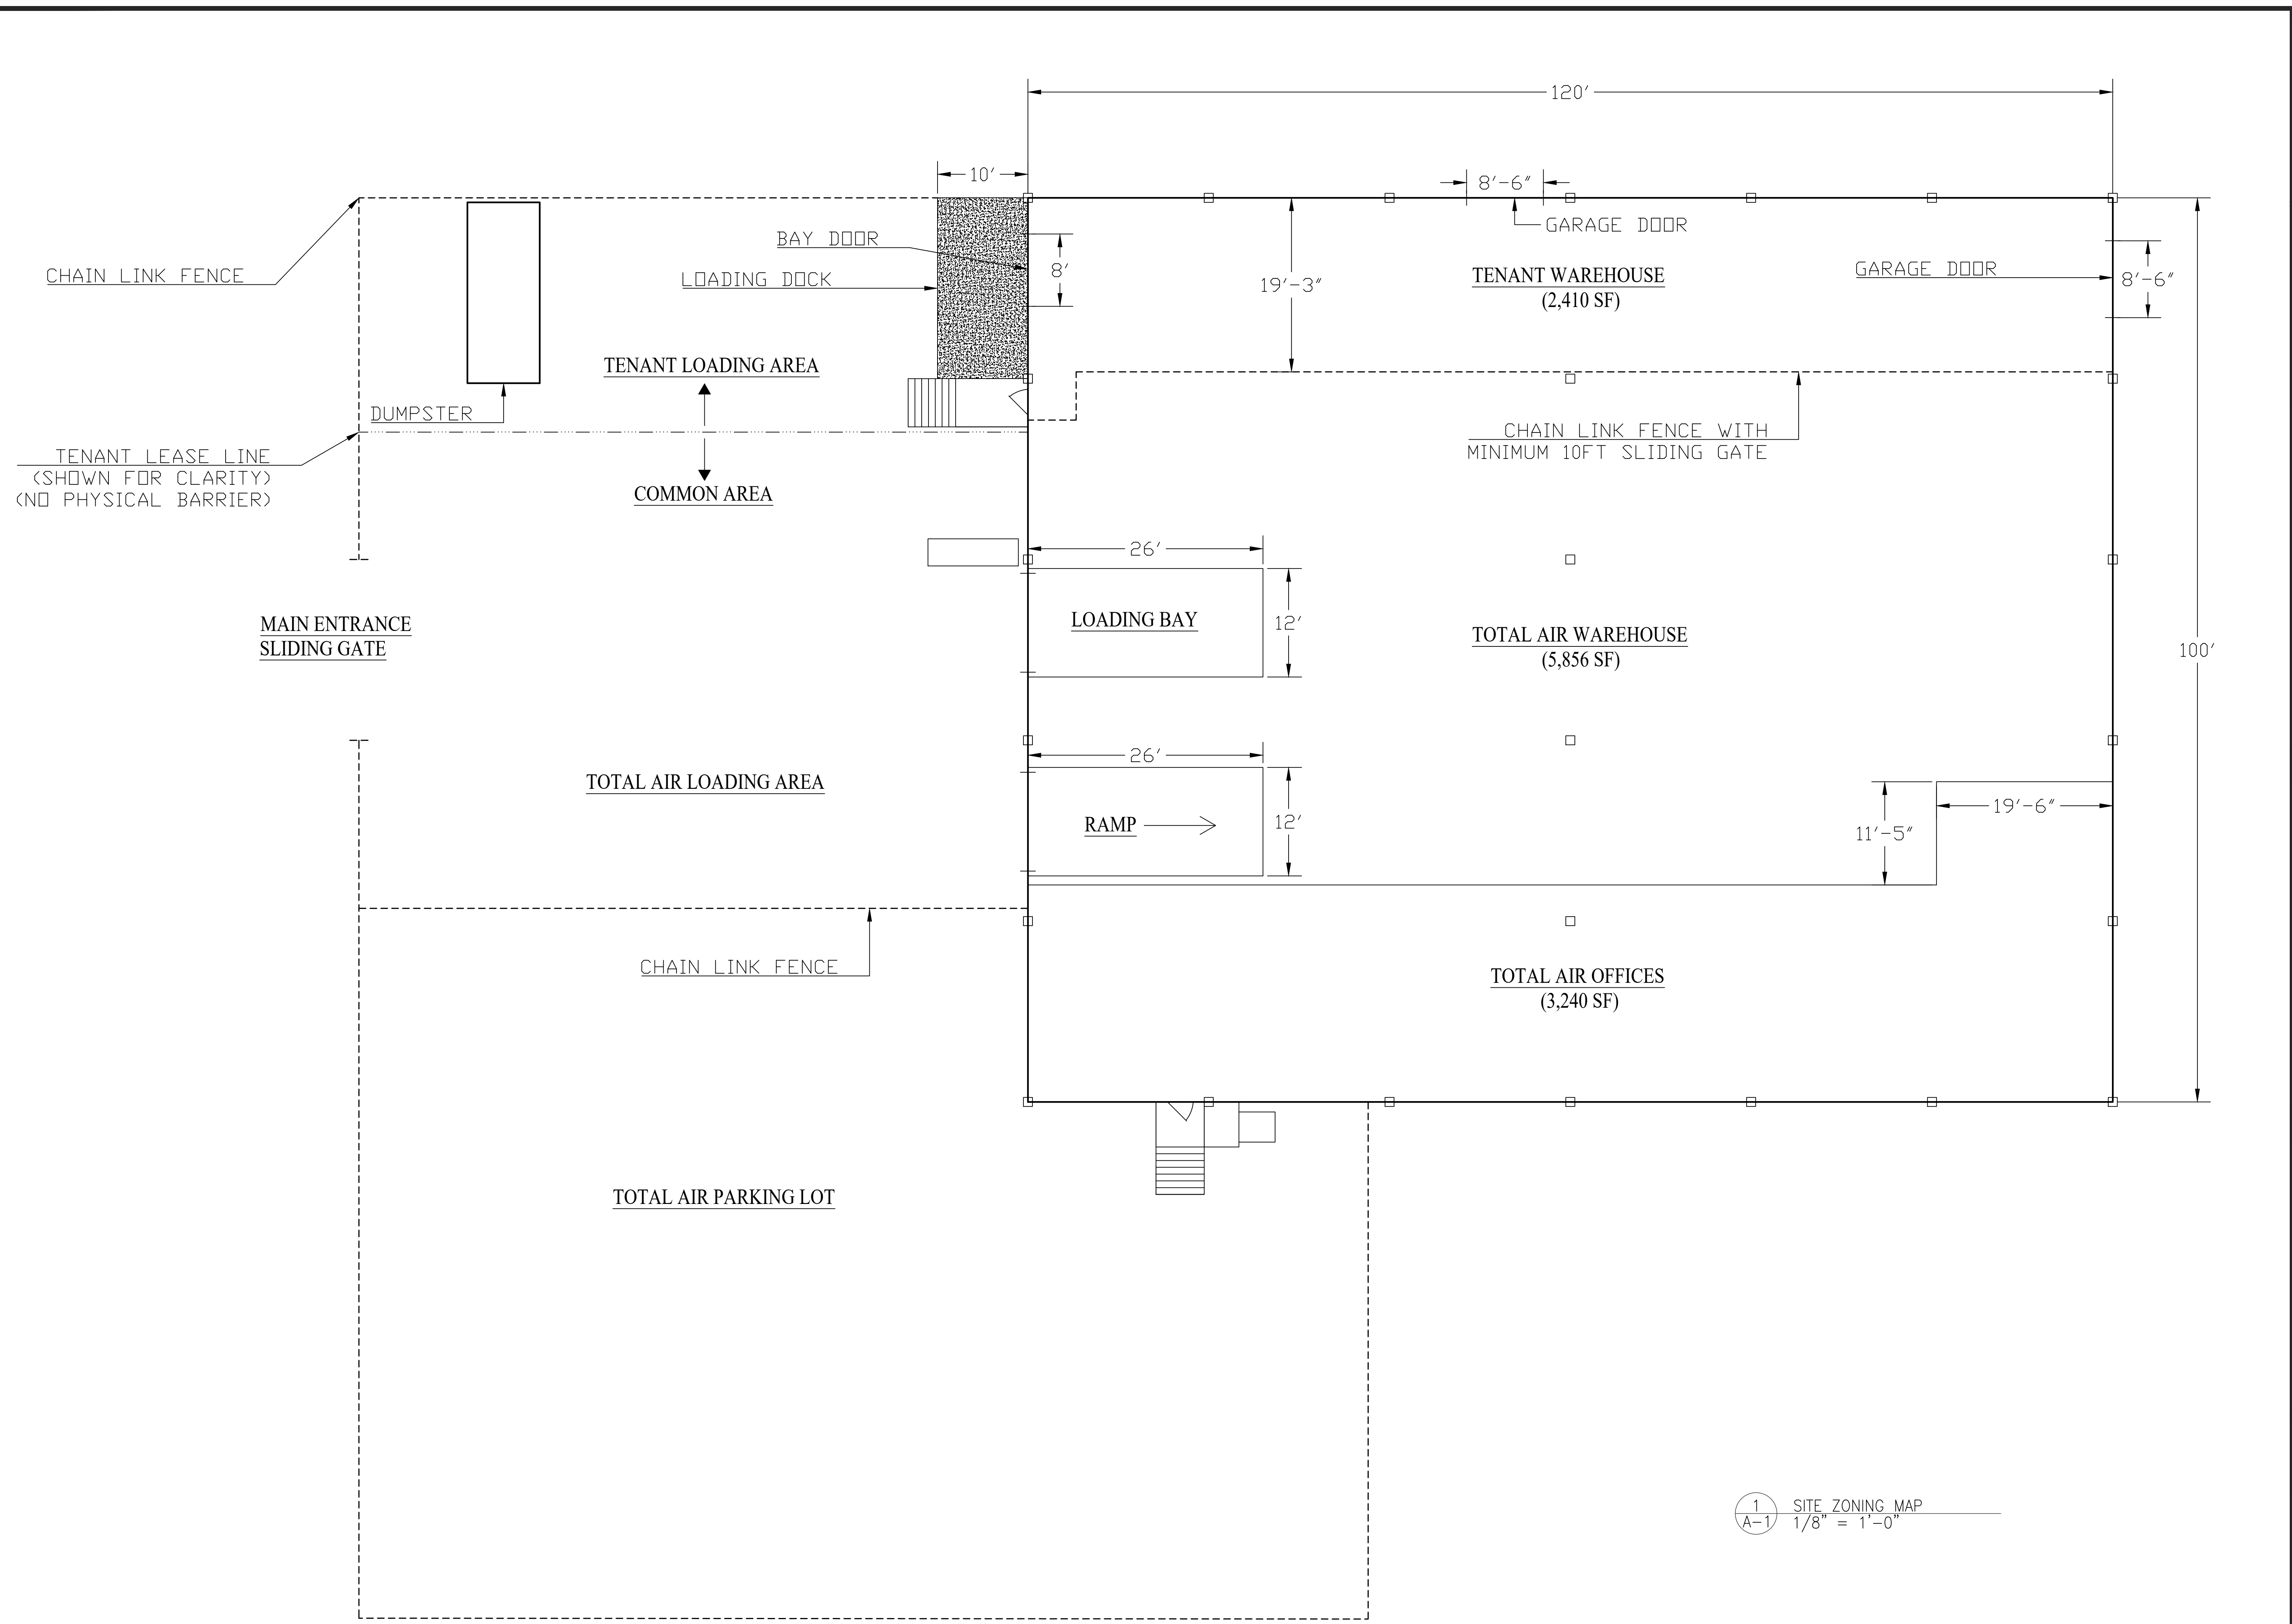 120'
10'
8'-6"
GARAGE DOOR
BAY DOOR
LOADING DOCK
CHAIN LINK FENCE
8'
19'-3"
TENANT WAREHOUSE
(2,410 SF)
GARAGE DOOR
8'-6"
TENANT LOADING AREA
DUMPSTER
TENANT LEASE LINE
(SHOWN FOR CLARITY)
(NO PHYSICAL BARRIER)
COMMON AREA
CHAIN LINK FENCE WITH
MINIMUM 10FT SLIDING GATE
26'
LOADING BAY
12'
MAIN ENTRANCE
SLIDING GATE
TOTAL AIR WAREHOUSE
(5,856 SF)
100'
26'
TOTAL AIR LOADING AREA
RAMP
12'
19'-6"
11'-5"
CHAIN LINK FENCE
TOTAL AIR OFFICES
(3,240 SF)
TOTAL AIR PARKING LOT
1
A-1
SITE ZONING MAP
1/8" = 1'-0"